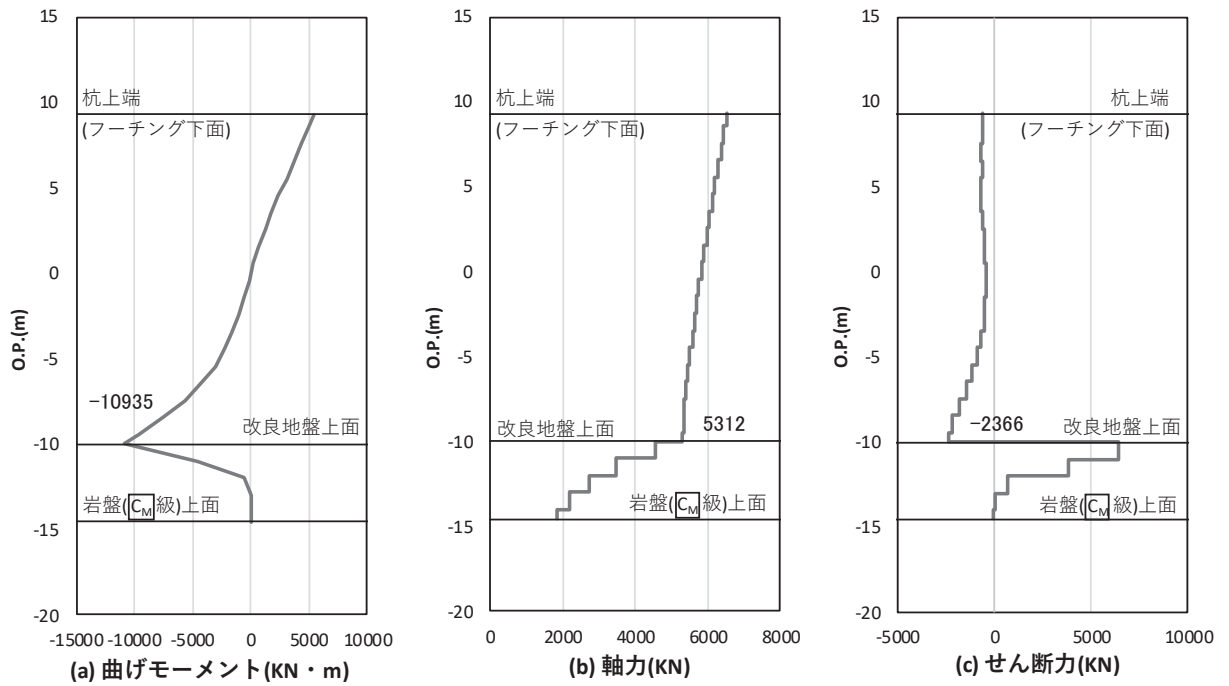 15
10
5
0
-5
-10
-15
-20
O.P.(m)
杭上端
(フーチング下面)
-10935
改良地盤上面
岩盤(CM級)上面
-15000 -10000 -5000 0 5000 10000
(a) 曲げモーメント(KN・m)
15
10
5
0
-5
-10
-15
-20
O.P.(m)
杭上端
(フーチング下面)
改良地盤上面
5312
岩盤(CM級)上面
0 2000 4000 6000 8000
(b) 軸力(KN)
15
10
5
0
-5
-10
-15
-20
O.P.(m)
杭上端
(フーチング下面)
-2366
改良地盤上面
岩盤(CM級)上面
-5000 0 5000 10000
(c) せん断力(KN)